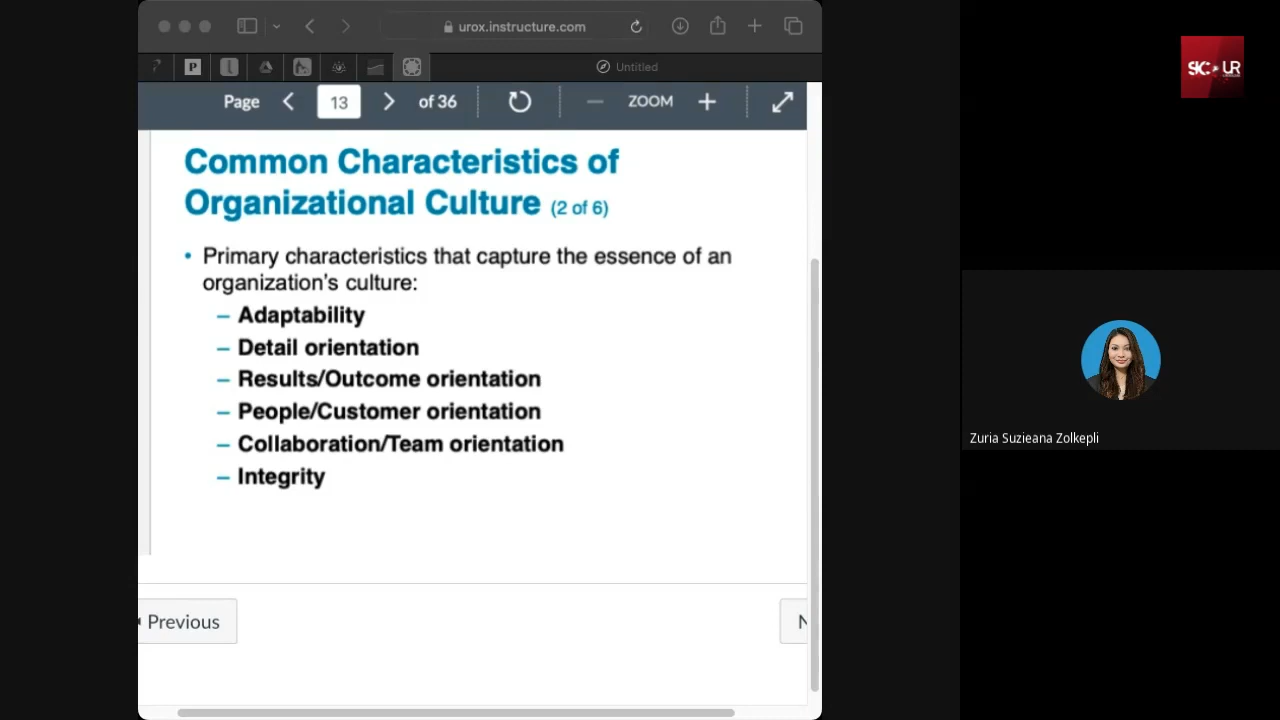 urox.instructure.com
P
Untitled
Page 13 of 36 ZOOM
Common Characteristics of
Organizational Culture (2 of 6)
• Primary characteristics that capture the essence of an
organization's culture:
– Adaptability
– Detail orientation
– Results/Outcome orientation
– People/Customer orientation
– Collaboration/Team orientation
– Integrity
Previous
N
Zuria Suzieana Zolkepli